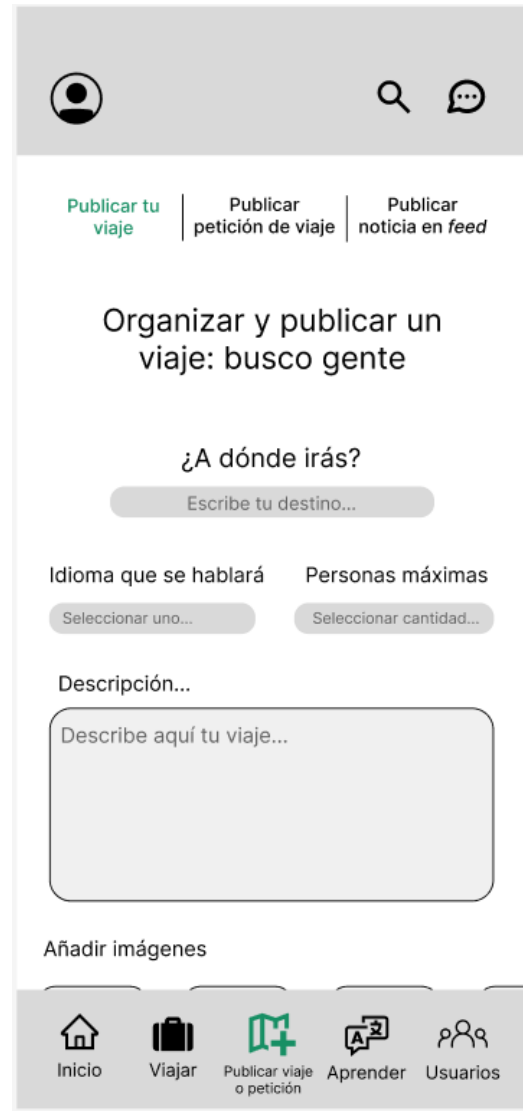 Publicar tu
viaje
Publicar
petición de viaje
Publicar
noticia en feed
Organizar y publicar un
viaje: busco gente
¿A dónde irás?
Escribe tu destino...
Idioma que se hablará
Personas máximas
Seleccionar uno...
Seleccionar cantidad...
Descripción...
Describe aquí tu viaje...
Añadir imágenes
Inicio
Viajar
Publicar viaje
o petición
Aprender
Usuarios